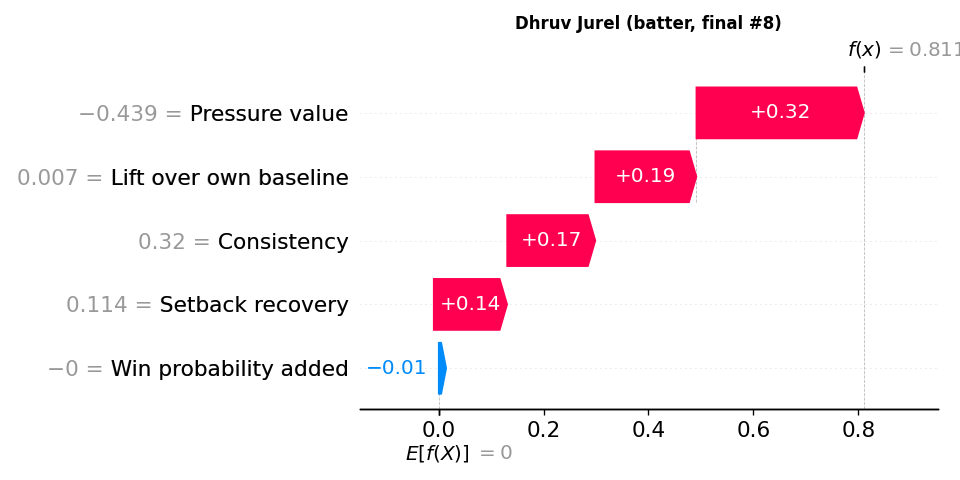 Dhruv Jurel (batter, final #8)
f(x) = 0.811
−0.439 = Pressure value
+0.32
0.007 = Lift over own baseline
+0.19
0.32 = Consistency
+0.17
0.114 = Setback recovery
+0.14
−0 = Win probability added
−0.01
0.0 0.2 0.4 0.6 0.8
E[f(X)] = 0